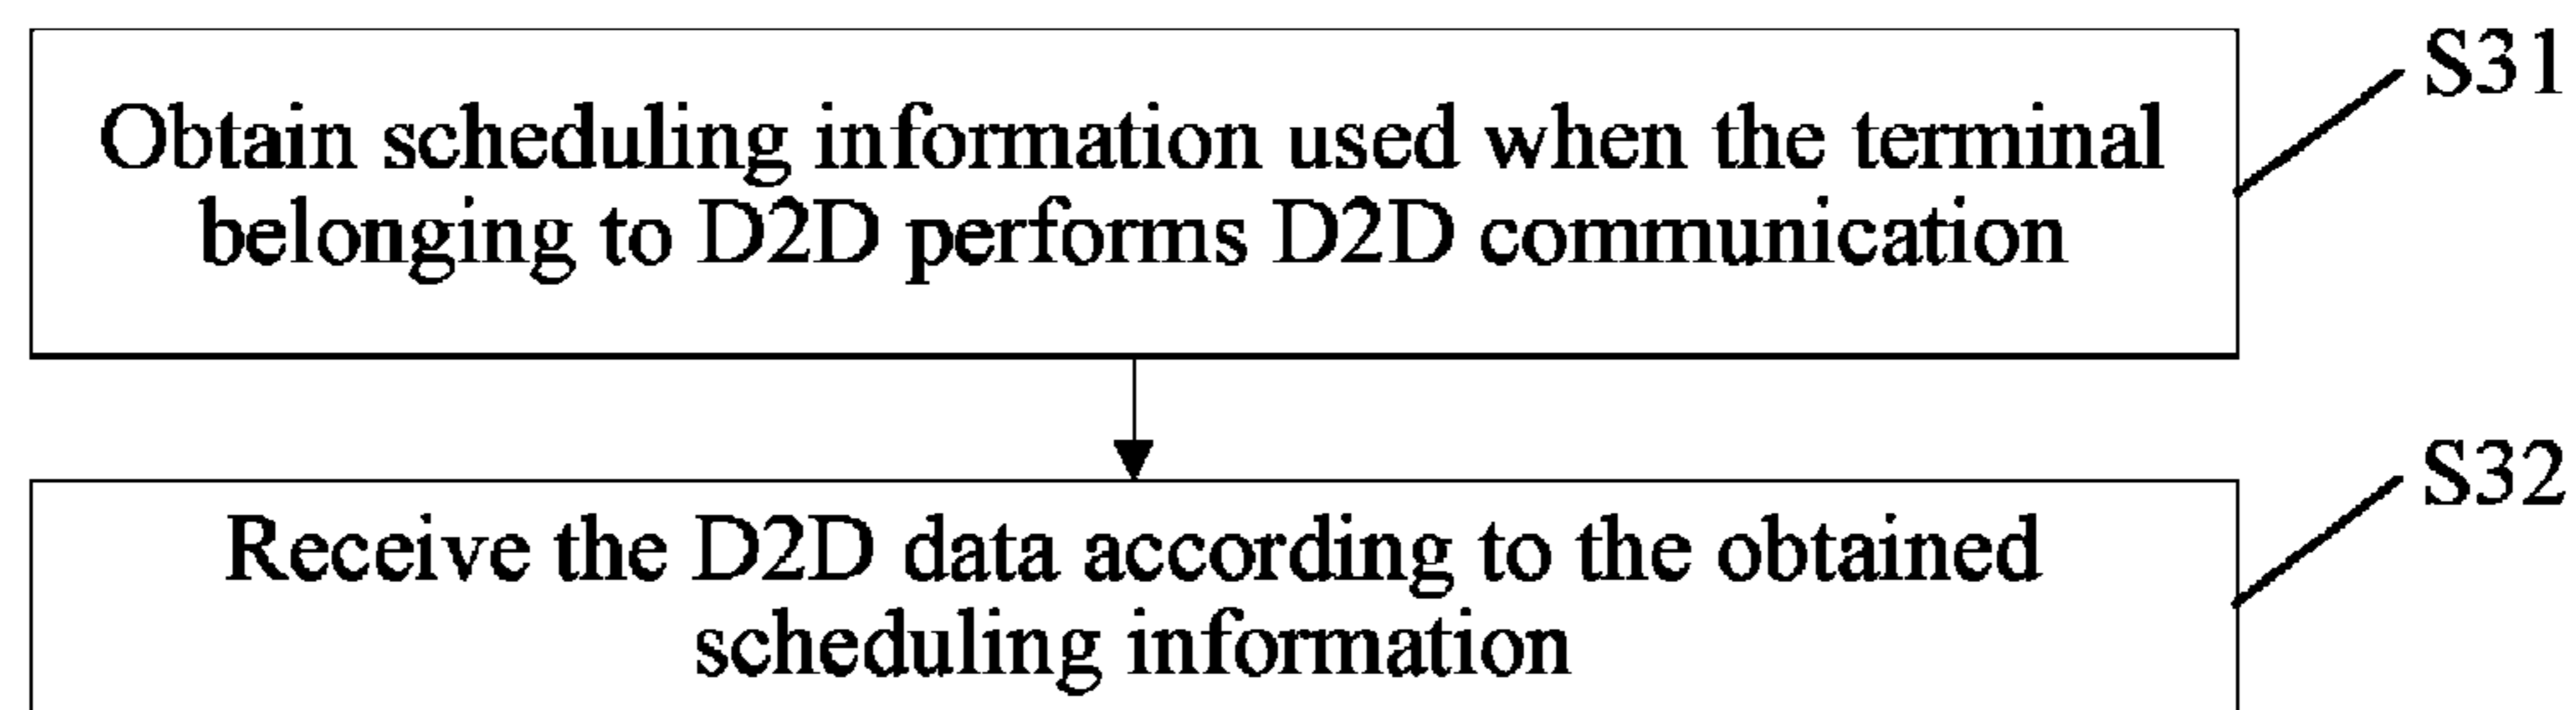 Obtain scheduling information used when the terminal
belonging to D2D performs D2D communication
S31
Receive the D2D data according to the obtained
scheduling information
S32